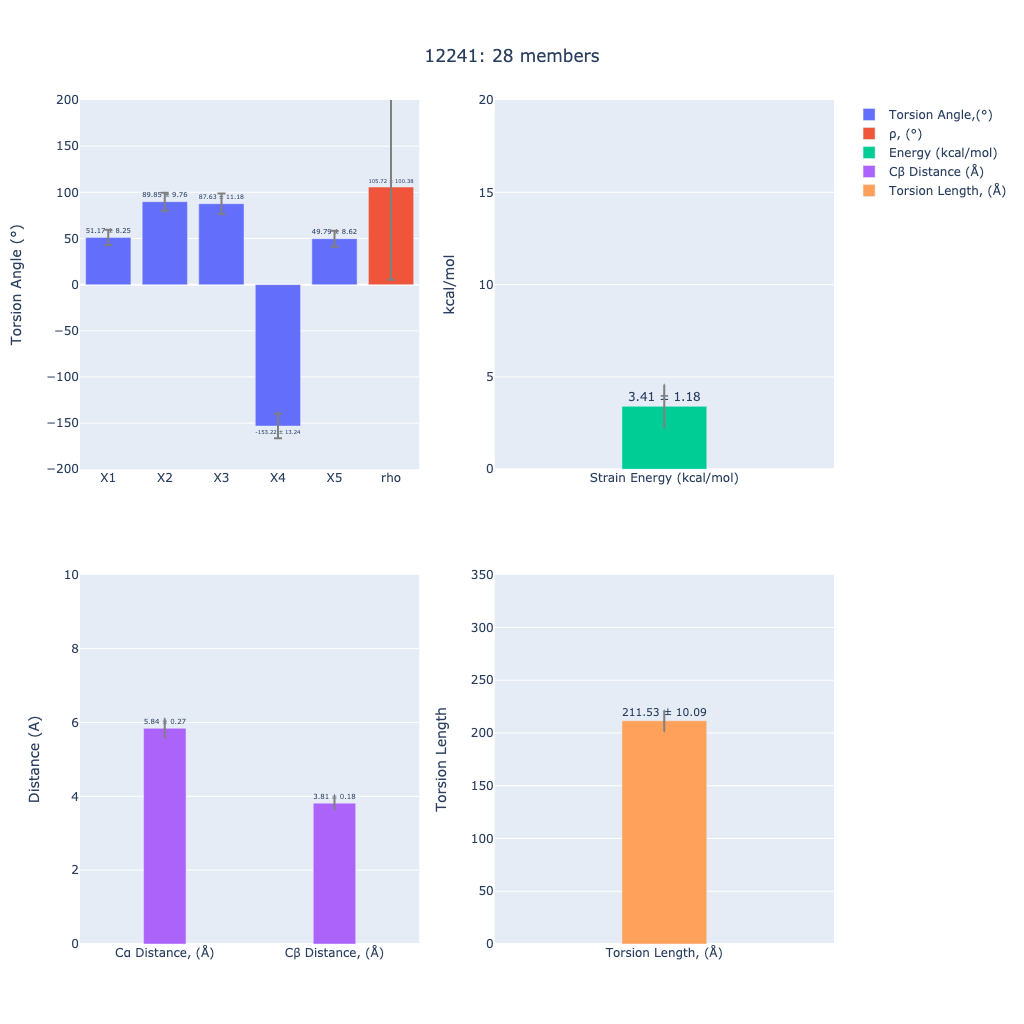 12241: 28 members
Torsion Angle (°)
200
150
100
50
0
−50
−100
−150
−200
51.17 ± 8.25
89.85 ± 9.76
87.63 ± 11.18
-153.22 ± 13.24
49.79 ± 8.62
105.72 ± 100.38
X1
X2
X3
X4
X5
rho
kcal/mol
20
15
10
5
0
3.41 ± 1.18
Strain Energy (kcal/mol)
Torsion Angle,(°)
ρ, (°)
Energy (kcal/mol)
Cβ Distance (Å)
Torsion Length, (Å)
Distance (A)
10
8
6
4
2
0
5.84 ± 0.27
3.81 ± 0.18
Cα Distance, (Å)
Cβ Distance, (Å)
Torsion Length
350
300
250
200
150
100
50
0
211.53 ± 10.09
Torsion Length, (Å)